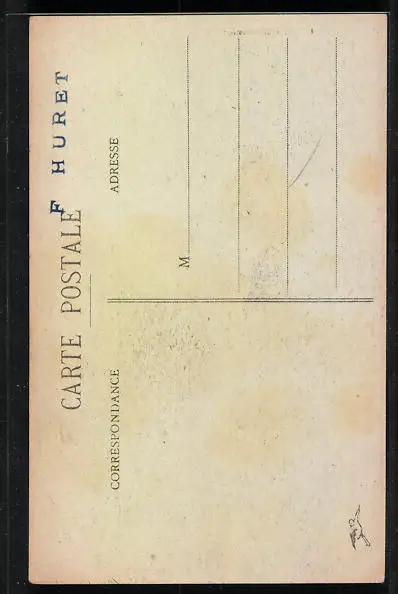 F HURET
CARTE POSTALE
CORRESPONDANCE
ADRESSE
M